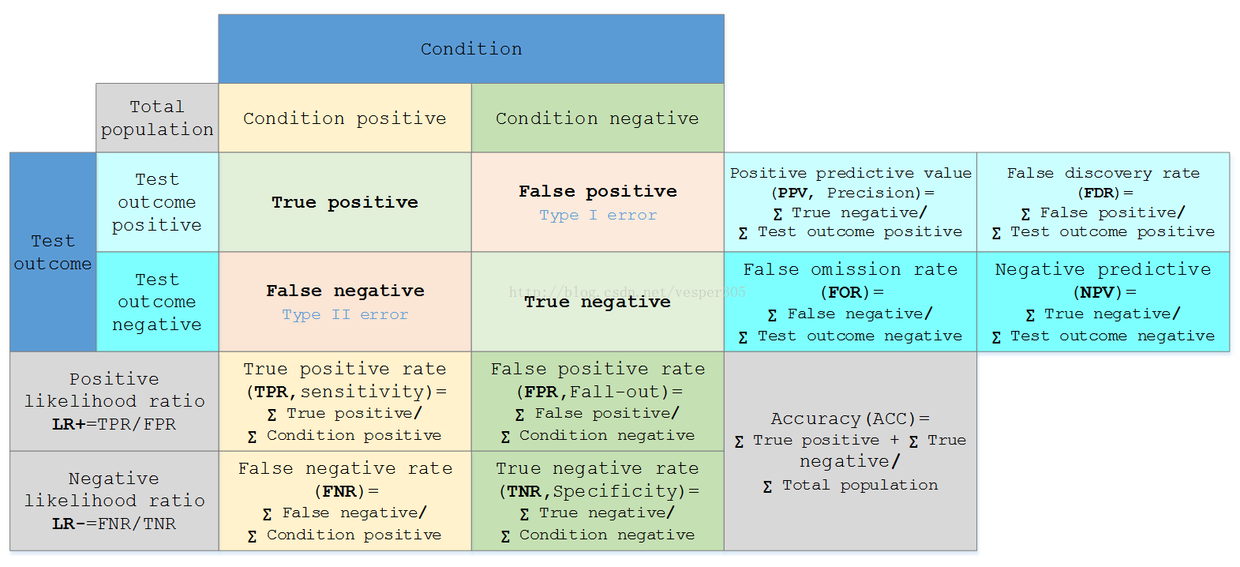 Condition
Total
population
Condition positive
Condition negative
Test
outcome
Test
outcome
positive
True positive
False positive
Type I error
Positive predictive value
(PPV, Precision)=
∑ True negative/
∑ Test outcome positive
False discovery rate
(FDR)=
∑ False positive/
∑ Test outcome positive
Test
outcome
negative
False negative
Type II error
True negative
http://blog.csdn.net/vesper305
False omission rate
(FOR)=
∑ False negative/
∑ Test outcome negative
Negative predictive
(NPV)=
∑ True negative/
∑ Test outcome negative
Positive
likelihood ratio
LR+=TPR/FPR
True positive rate
(TPR,sensitivity)=
∑ True positive/
∑ Condition positive
False positive rate
(FPR,Fall-out)=
∑ False positive/
∑ Condition negative
Accuracy(ACC)=
∑ True positive + ∑ True
negative/
∑ Total population
Negative
likelihood ratio
LR-=FNR/TNR
False negative rate
(FNR)=
∑ False negative/
∑ Condition positive
True negative rate
(TNR,Specificity)=
∑ True negative/
∑ Condition negative